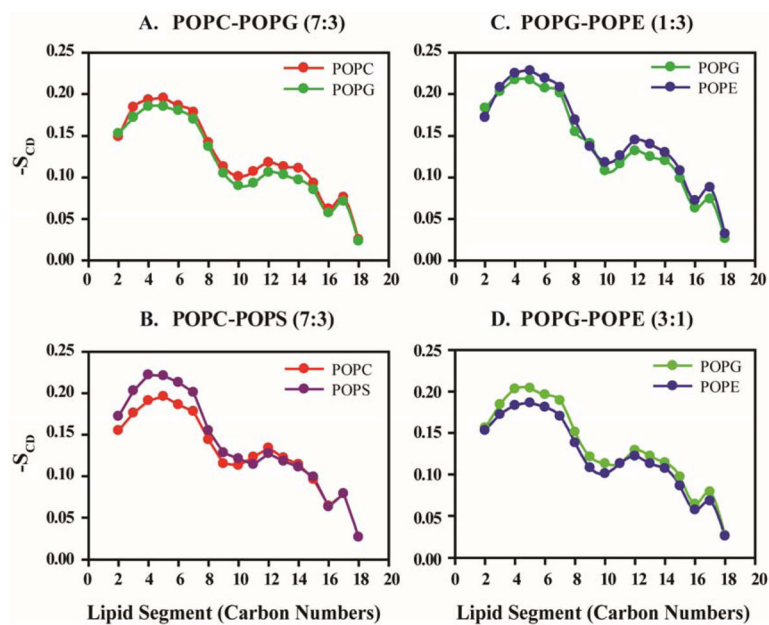 A. POPC-POPG (7:3)
0.25
0.20
0.15
0.10
0.05
0.00
-SCD
POPC
POPG
0 2 4 6 8 10 12 14 16 18 20
C. POPG-POPE (1:3)
0.25
0.20
0.15
0.10
0.05
0.00
POPG
POPE
0 2 4 6 8 10 12 14 16 18 20
B. POPC-POPS (7:3)
0.25
0.20
0.15
0.10
0.05
0.00
-SCD
POPC
POPS
0 2 4 6 8 10 12 14 16 18 20
Lipid Segment (Carbon Numbers)
D. POPG-POPE (3:1)
0.25
0.20
0.15
0.10
0.05
0.00
POPG
POPE
0 2 4 6 8 10 12 14 16 18 20
Lipid Segment (Carbon Numbers)